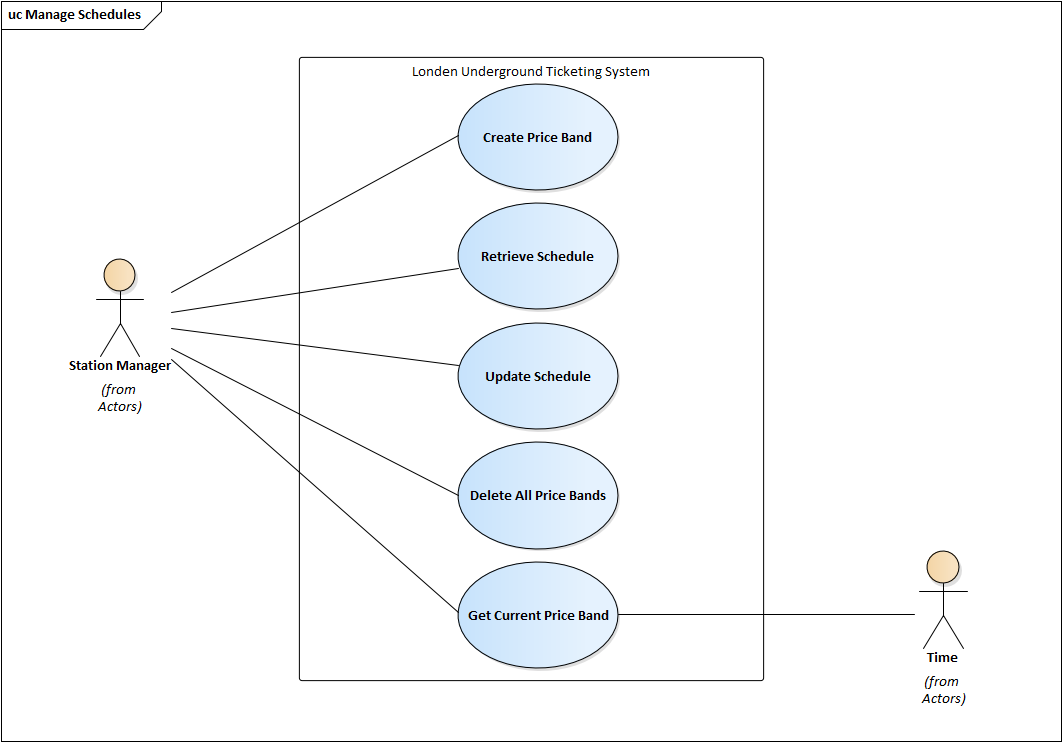 uc Manage Schedules
Londen Underground Ticketing System
Create Price Band
Retrieve Schedule
Station Manager
(from
Actors)
Update Schedule
Delete All Price Bands
Get Current Price Band
Time
(from
Actors)